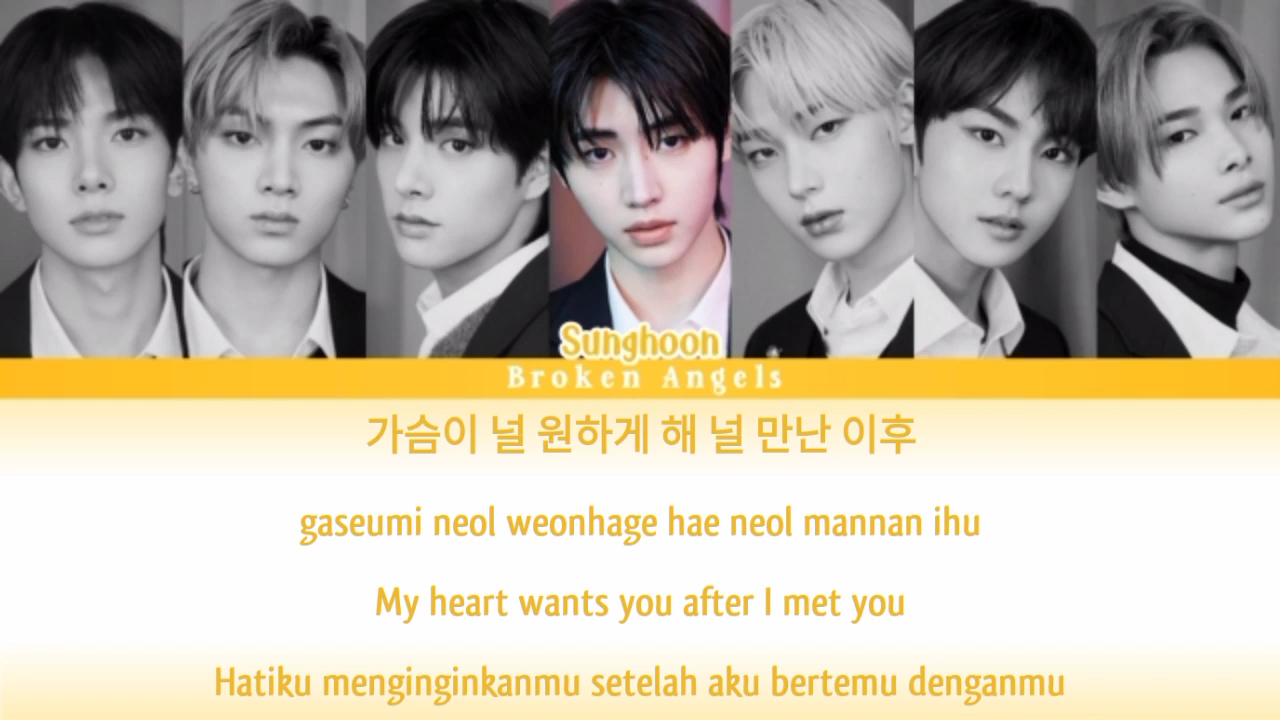 Sunghoon
Broken Angels
가슴이 널 원하게 해 널 만난 이후
gaseumi neol weonhage hae neol mannan ihu
My heart wants you after I met you
Hatiku menginginkanmu setelah aku bertemu denganmu